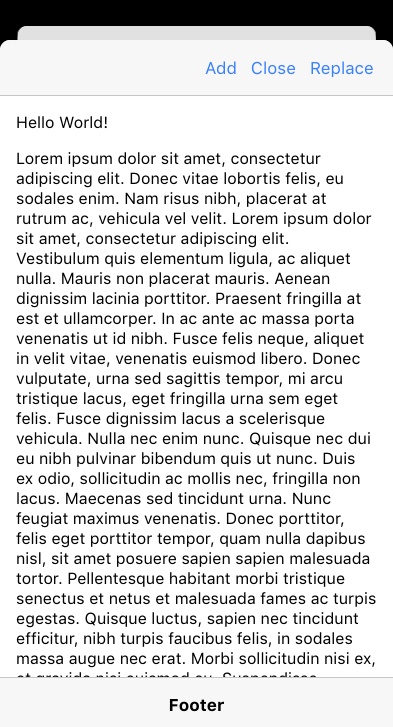 Add Close Replace
Hello World!
Lorem ipsum dolor sit amet, consectetur
adipiscing elit. Donec vitae lobortis felis, eu
sodales enim. Nam risus nibh, placerat at
rutrum ac, vehicula vel velit. Lorem ipsum dolor
sit amet, consectetur adipiscing elit.
Vestibulum quis elementum ligula, ac aliquet
nulla. Mauris non placerat mauris. Aenean
dignissim lacinia porttitor. Praesent fringilla at
est et ullamcorper. In ac ante ac massa porta
venenatis ut id nibh. Fusce felis neque, aliquet
in velit vitae, venenatis euismod libero. Donec
vulputate, urna sed sagittis tempor, mi arcu
tristique lacus, eget fringilla urna sem eget
felis. Fusce dignissim lacus a scelerisque
vehicula. Nulla nec enim nunc. Quisque nec dui
eu nibh pulvinar bibendum quis ut nunc. Duis
ex odio, sollicitudin ac mollis nec, fringilla non
lacus. Maecenas sed tincidunt urna. Nunc
feugiat maximus venenatis. Donec porttitor,
felis eget porttitor tempor, quam nulla dapibus
nisl, sit amet posuere sapien sapien malesuada
tortor. Pellentesque habitant morbi tristique
senectus et netus et malesuada fames ac turpis
egestas. Quisque luctus, sapien nec tincidunt
efficitur, nibh turpis faucibus felis, in sodales
massa augue nec erat. Morbi sollicitudin nisi ex,
Footer